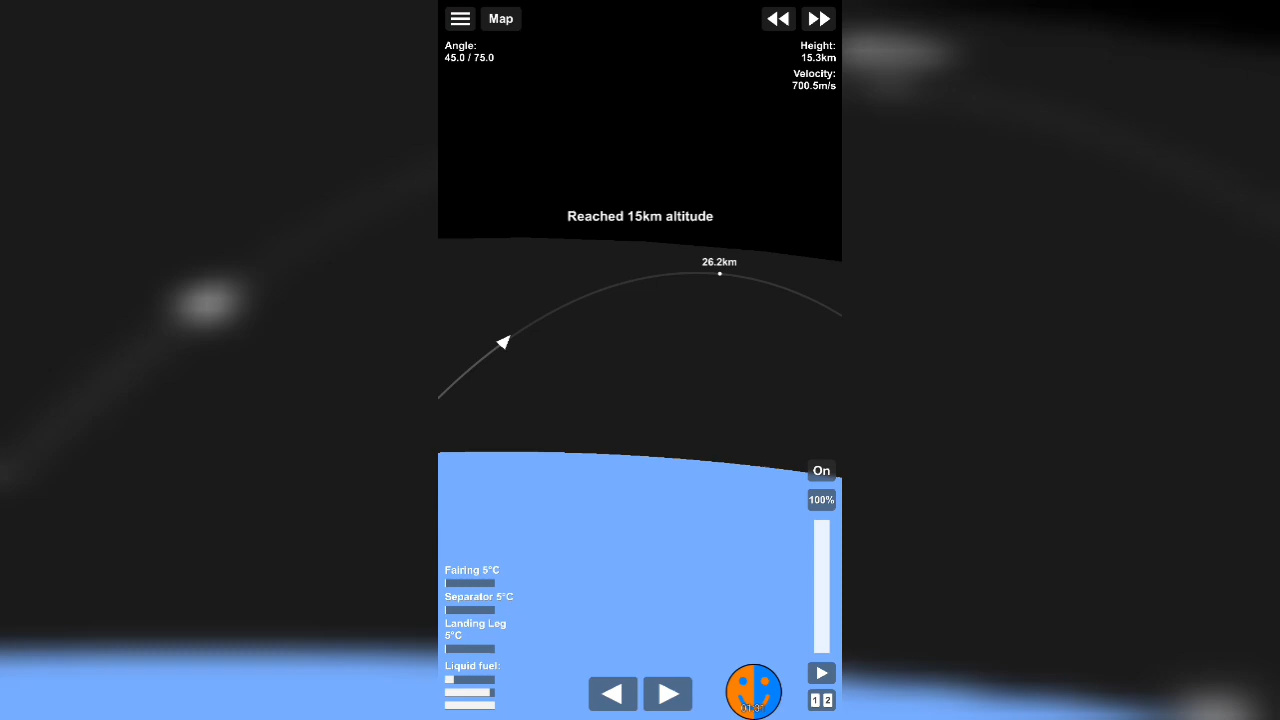 Map
Angle:
45.0 / 75.0
Height:
15.3km
Velocity:
700.5m/s
Reached 15km altitude
26.2km
On
100%
Fairing 5°C
Separator 5°C
Landing Leg
5°C
Liquid fuel:
1 2